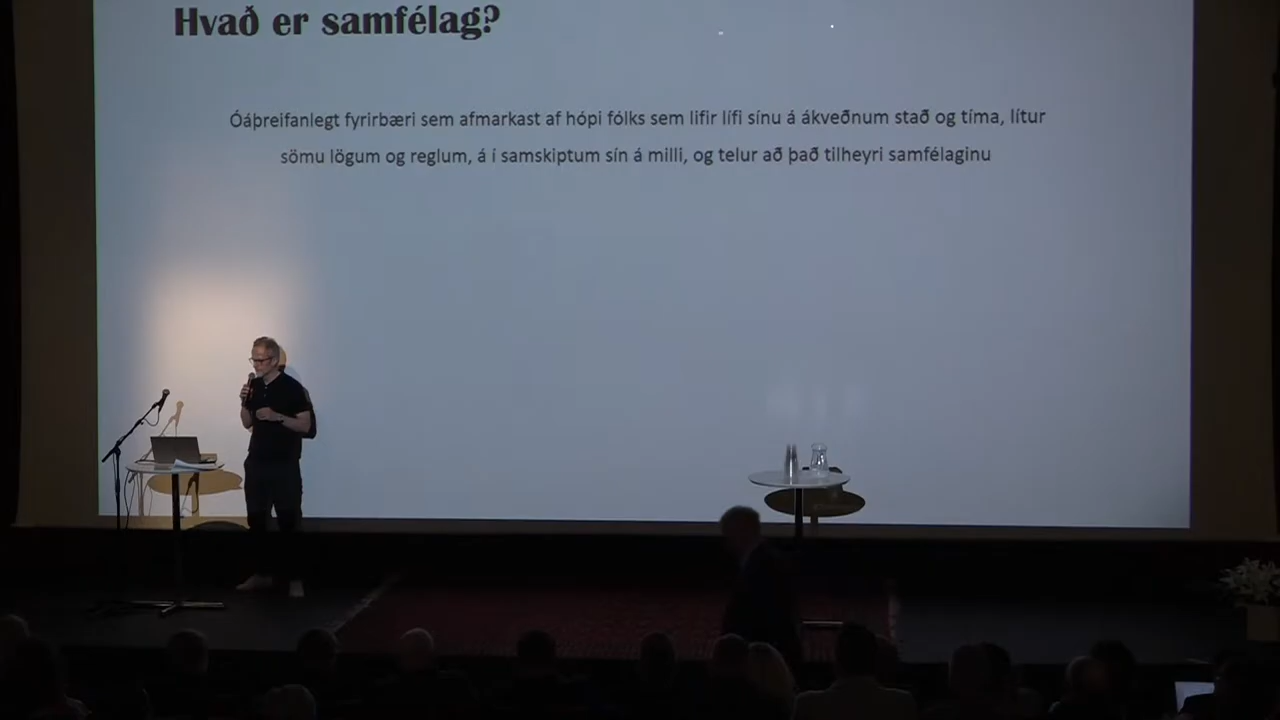 Hvað er samfélag?
Óáþreifanlegt fyrirbæri sem afmarkast af hópi fólks sem lifir lífi sínu á ákveðnum stað og tíma, lítur
sömu lögum og reglum, á í samskiptum sín á milli, og telur að það tilheyri samfélaginu